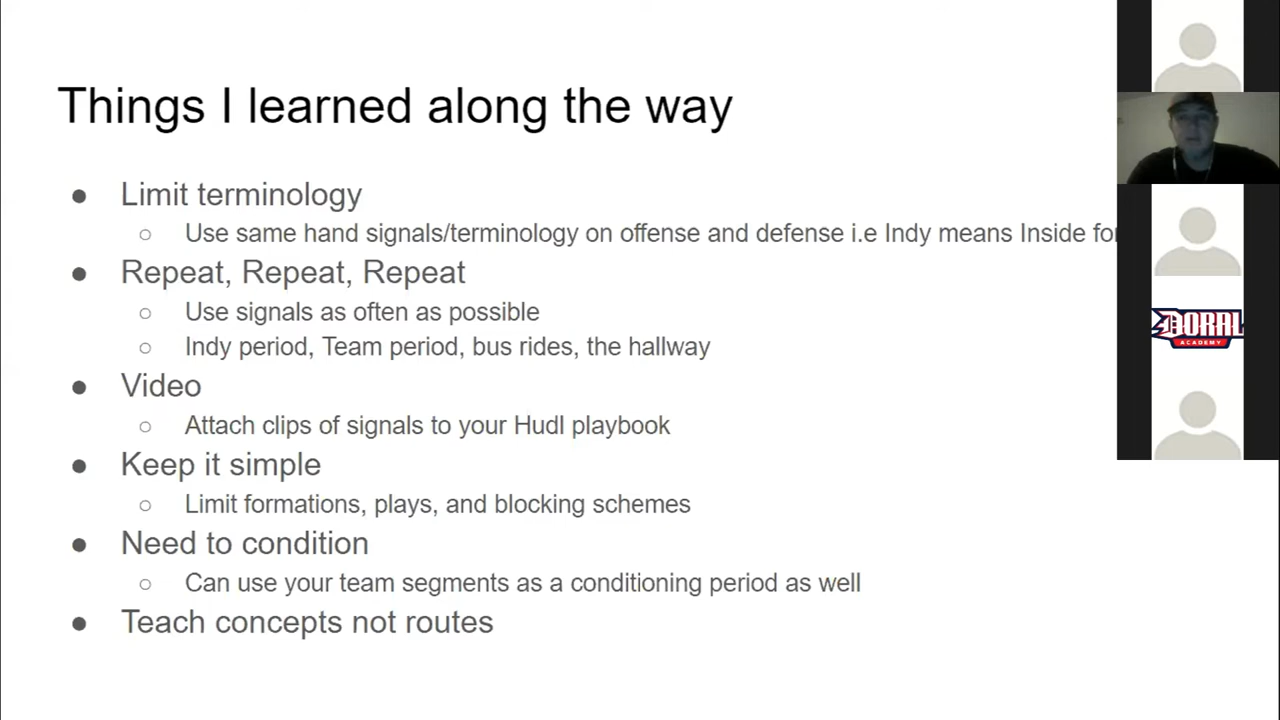 Things I learned along the way
● Limit terminology
○ Use same hand signals/terminology on offense and defense i.e Indy means Inside
● Repeat, Repeat, Repeat
○ Use signals as often as possible
○ Indy period, Team period, bus rides, the hallway
● Video
○ Attach clips of signals to your Hudl playbook
● Keep it simple
○ Limit formations, plays, and blocking schemes
● Need to condition
○ Can use your team segments as a conditioning period as well
● Teach concepts not routes
DORAL
ACADEMY